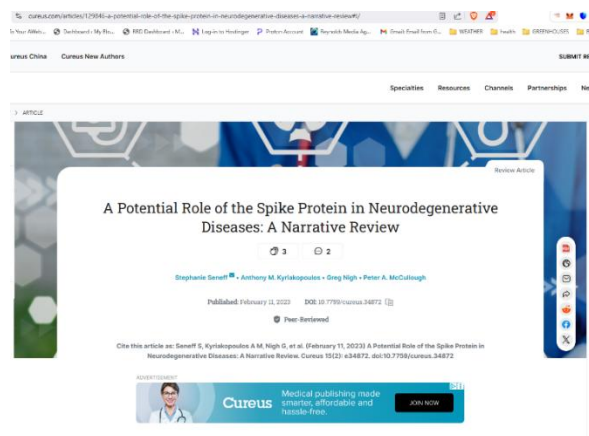 cureus.com/articles/129846-a-potential-role-of-the-spike-protein-in-neurodegenerative-diseases-a-narrative-review#!/
Log-in to Hostinger Proton Account Reynolds Media Ag... WEATHER health GREENHOUSES
ureus China Cureus New Authors SUBMIT RE
Specialties Resources Channels Partnerships Ne
> ARTICLE
Review Article
A Potential Role of the Spike Protein in Neurodegenerative
Diseases: A Narrative Review
3 2
Stephanie Seneff • Anthony M. Kyriakopoulos • Greg Nigh • Peter A. McCullough
Published: February 11, 2023 DOI: 10.7759/cureus.34872
Peer-Reviewed
Cite this article as: Seneff S, Kyriakopoulos A M, Nigh G, et al. (February 11, 2023) A Potential Role of the Spike Protein in
Neurodegenerative Diseases: A Narrative Review. Cureus 15(2): e34872. doi:10.7759/cureus.34872
ADVERTISEMENT
Cureus
Medical publishing made
smarter, affordable and
hassle-free.
JOIN NOW